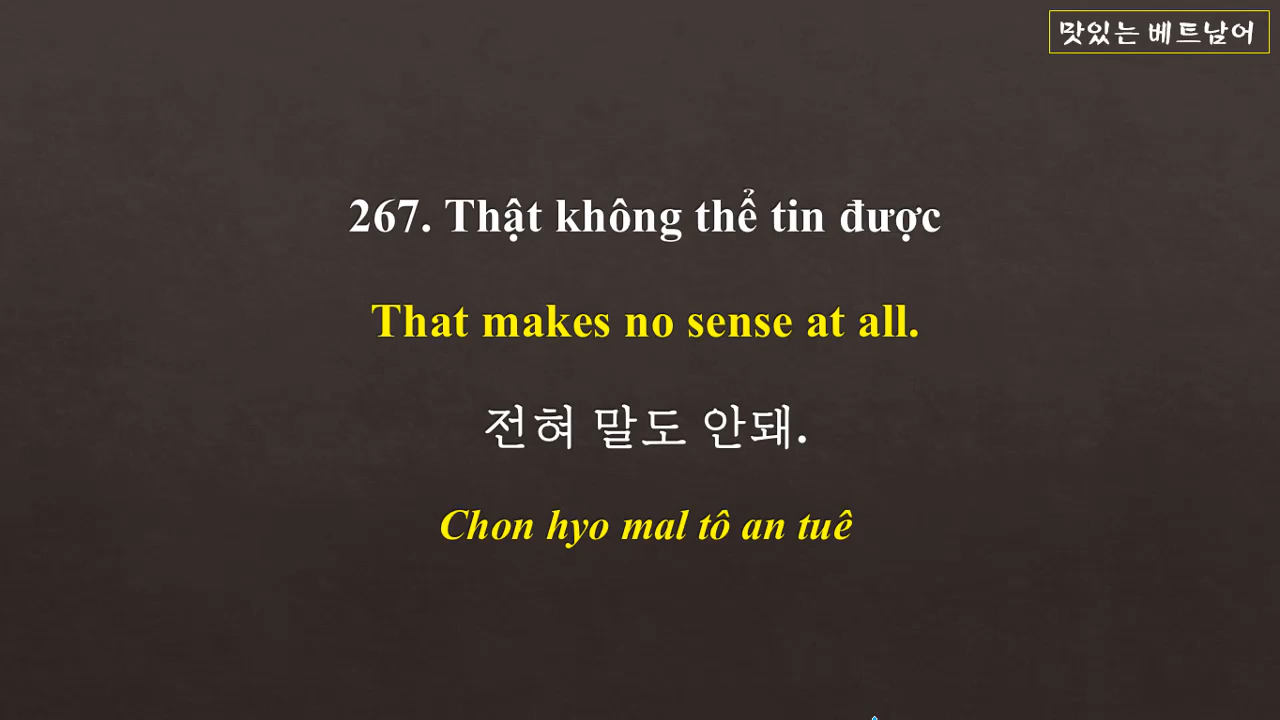 맛있는 베트남어
267. Thật không thể tin được
That makes no sense at all.
전혀 말도 안돼.
Chon hyo mal tô an tuê